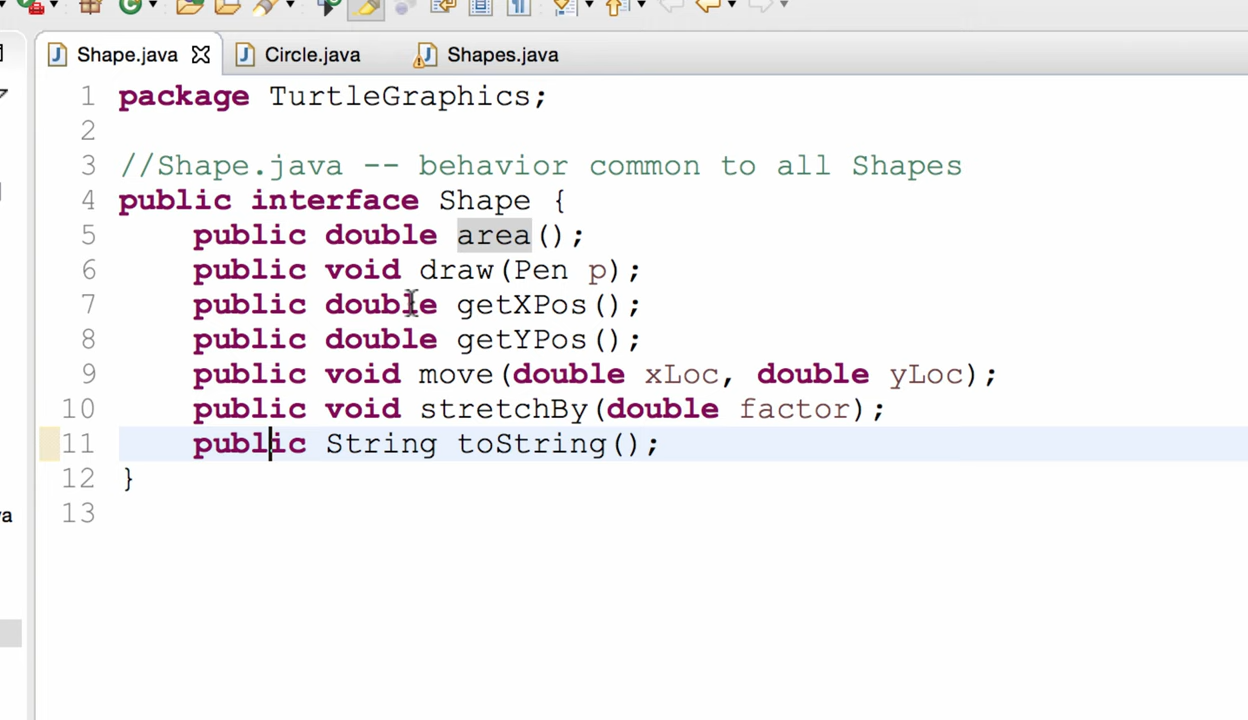 Shape.java Circle.java Shapes.java
1 package TurtleGraphics;
2
3 //Shape.java -- behavior common to all Shapes
4 public interface Shape {
5 public double area();
6 public void draw(Pen p);
7 public double getXPos();
8 public double getYPos();
9 public void move(double xLoc, double yLoc);
10 public void stretchBy(double factor);
11 public String toString();
12 }
13
va